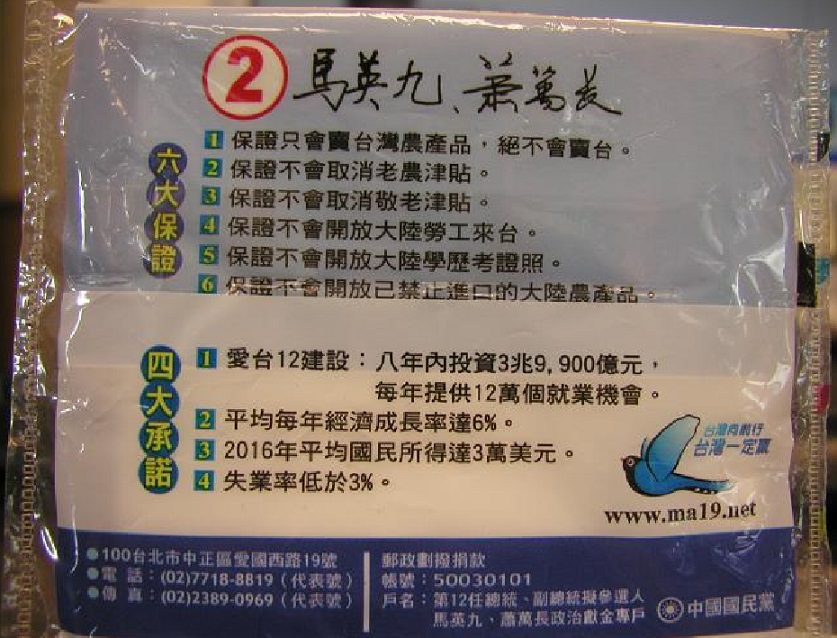 2 馬英九、蕭萬長
六大保證
1 保證只會賣台灣農產品，絕不會賣台。
2 保證不會取消老農津貼。
3 保證不會取消敬老津貼。
4 保證不會開放大陸勞工來台。
5 保證不會開放大陸學歷考證照。
6 保證不會開放已禁止進口的大陸農產品。
四大承諾
1 愛台12建設：八年內投資3兆9,900億元，
每年提供12萬個就業機會。
2 平均每年經濟成長率達6%。
3 2016年平均國民所得達3萬美元。
4 失業率低於3%。
台灣向前行
台灣一定贏
www.ma19.net
●100台北市中正區愛國西路19號
●電 話：(02)7718-8819（代表號）
●傳 真：(02)2389-0969（代表號）
郵政劃撥捐款
帳號：50030101
戶名：第12任總統、副總統擬參選人
馬英九、蕭萬長政治獻金專戶
中國國民黨